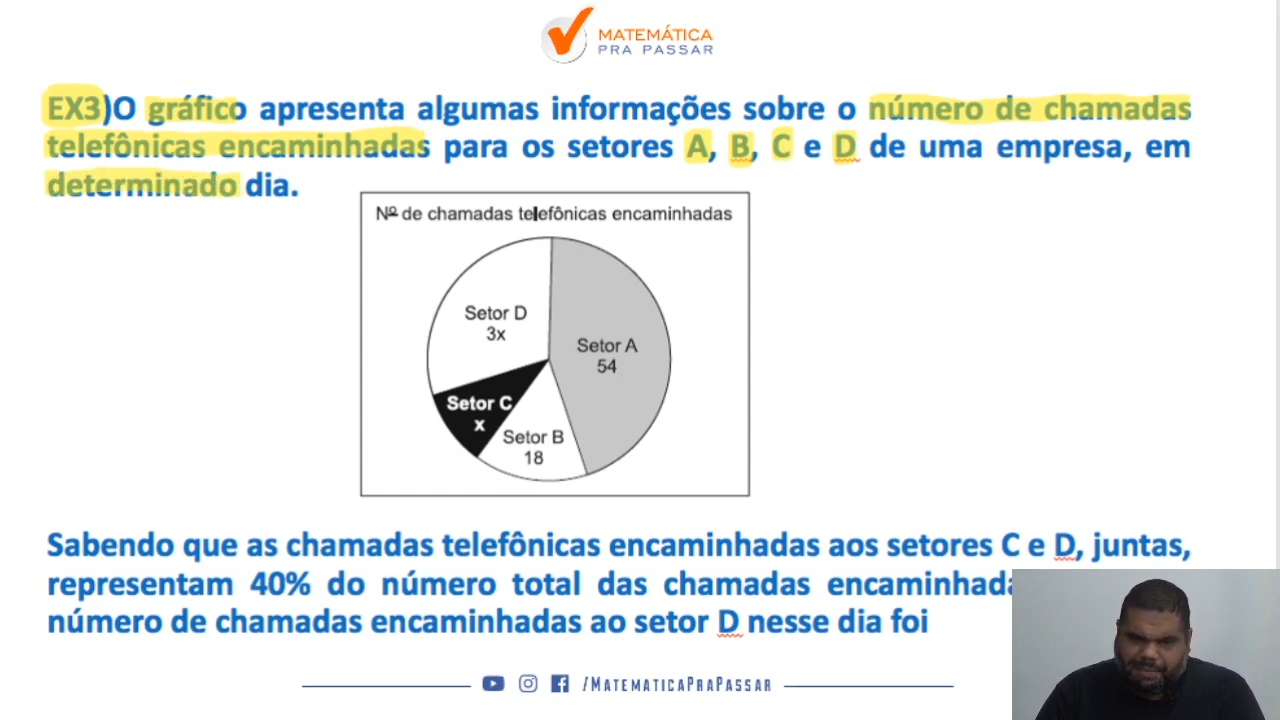 MATEMÁTICA
PRA PASSAR
EX3)O gráfico apresenta algumas informações sobre o número de chamadas
telefônicas encaminhadas para os setores A, B, C e D de uma empresa, em
determinado dia.
Nº de chamadas telefônicas encaminhadas
Setor D
3x
Setor A
54
Setor C
x
Setor B
18
Sabendo que as chamadas telefônicas encaminhadas aos setores C e D, juntas,
representam 40% do número total das chamadas
número de chamadas encaminhadas ao setor D nesse dia foi
/MATEMATICAPRAPASSAR